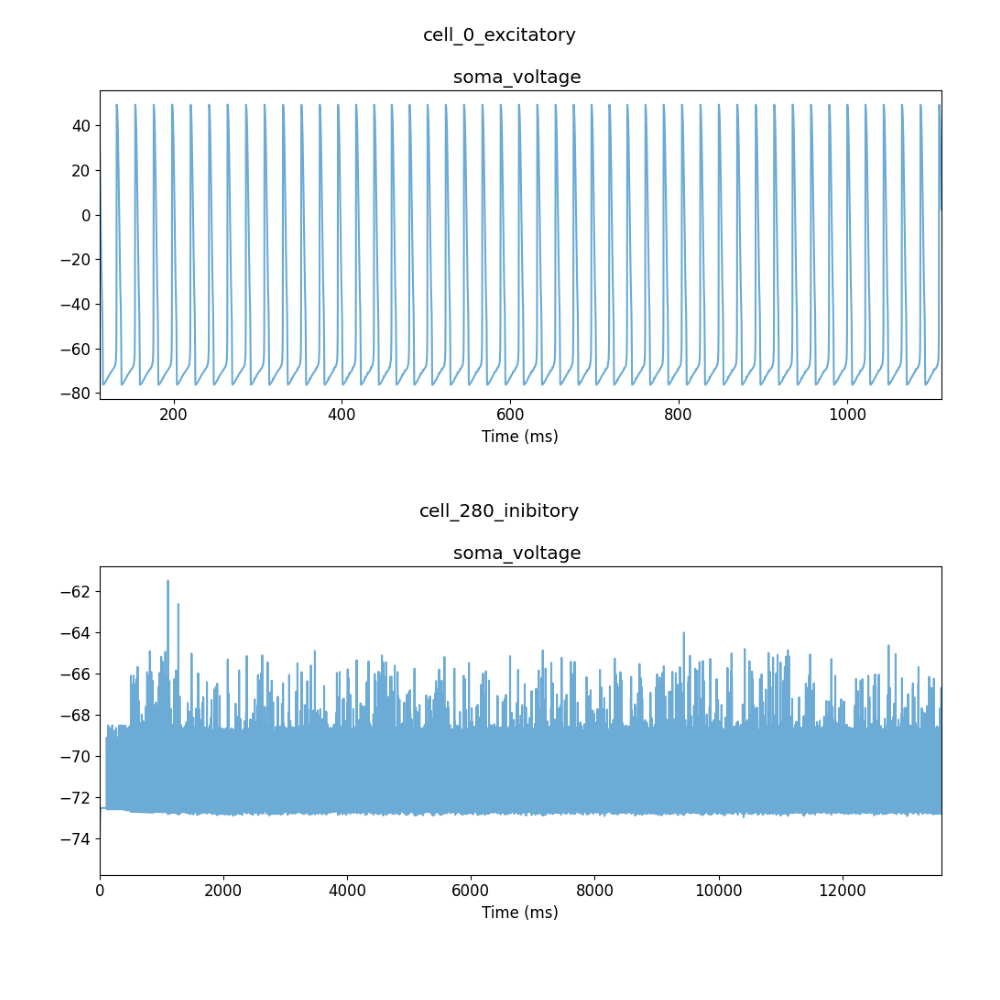 cell_0_excitatory
soma_voltage
40
20
0
−20
−40
−60
−80
200 400 600 800 1000
Time (ms)
cell_280_inibitory
soma_voltage
−62
−64
−66
−68
−70
−72
−74
0 2000 4000 6000 8000 10000 12000
Time (ms)